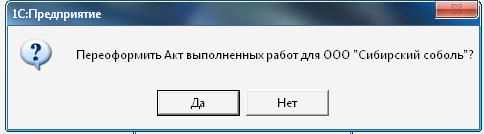 1С:Предприятие
Переоформить Акт выполненных работ для ООО "Сибирский соболь"?
Да
Нет